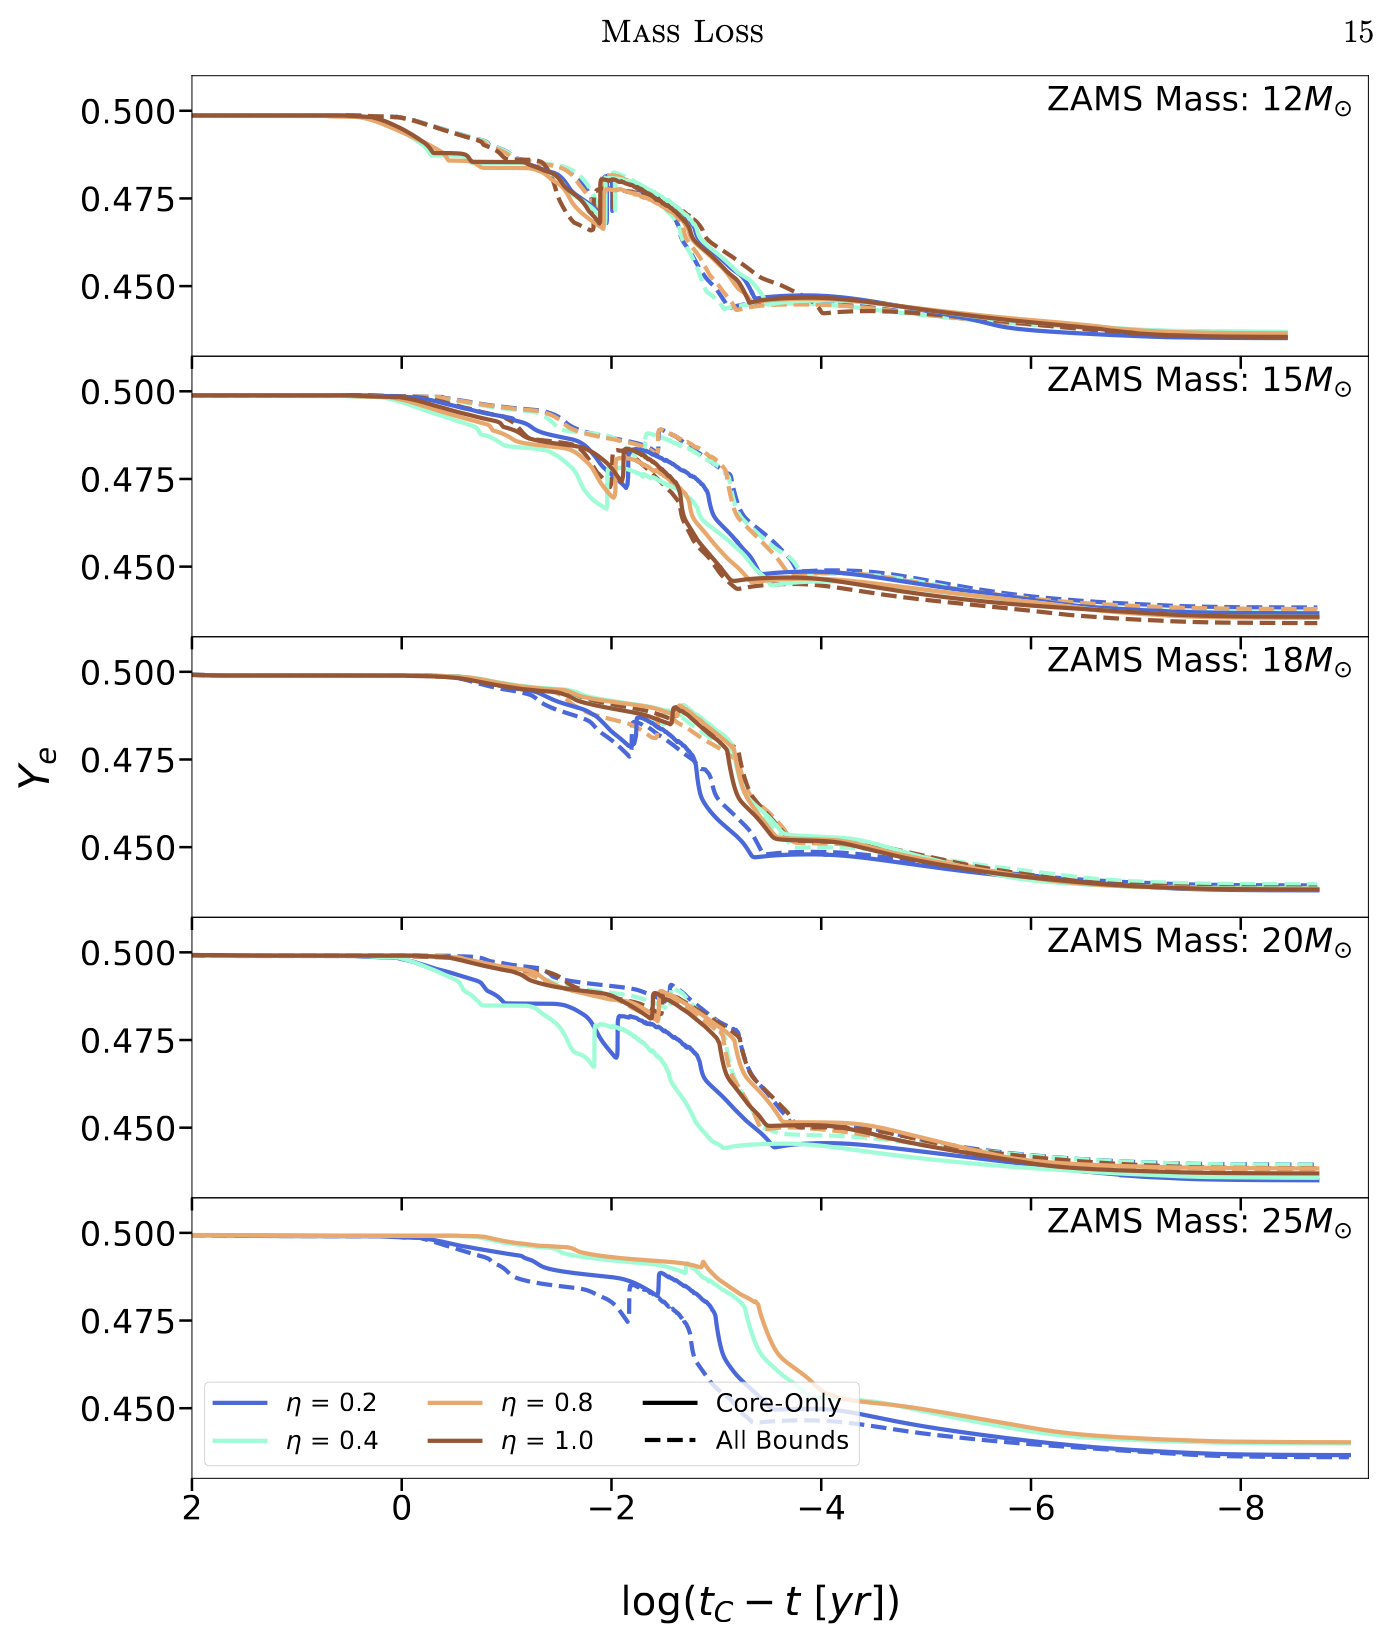 MASS LOSS 15
ZAMS Mass: 12M⊙
0.500
0.475
0.450
ZAMS Mass: 15M⊙
0.500
0.475
0.450
ZAMS Mass: 18M⊙
0.500
0.475
0.450
Yₑ
ZAMS Mass: 20M⊙
0.500
0.475
0.450
ZAMS Mass: 25M⊙
0.500
0.475
0.450
η = 0.2 η = 0.8 Core-Only
η = 0.4 η = 1.0 All Bounds
2 0 −2 −4 −6 −8
log(t_C − t [yr])